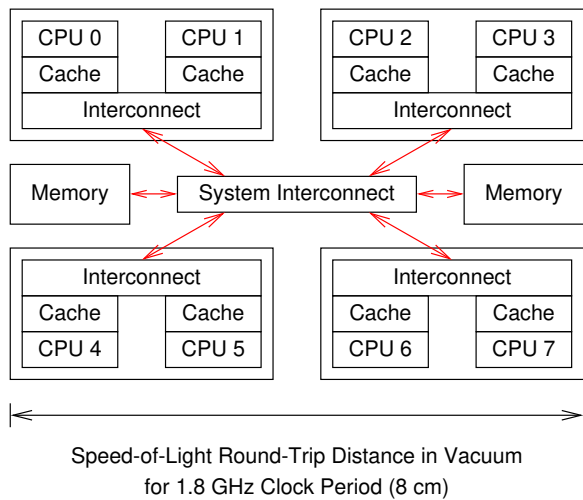 CPU 0 CPU 1 CPU 2 CPU 3
Cache Cache Cache Cache
Interconnect Interconnect
Memory System Interconnect Memory
Interconnect Interconnect
Cache Cache Cache Cache
CPU 4 CPU 5 CPU 6 CPU 7
Speed-of-Light Round-Trip Distance in Vacuum
for 1.8 GHz Clock Period (8 cm)